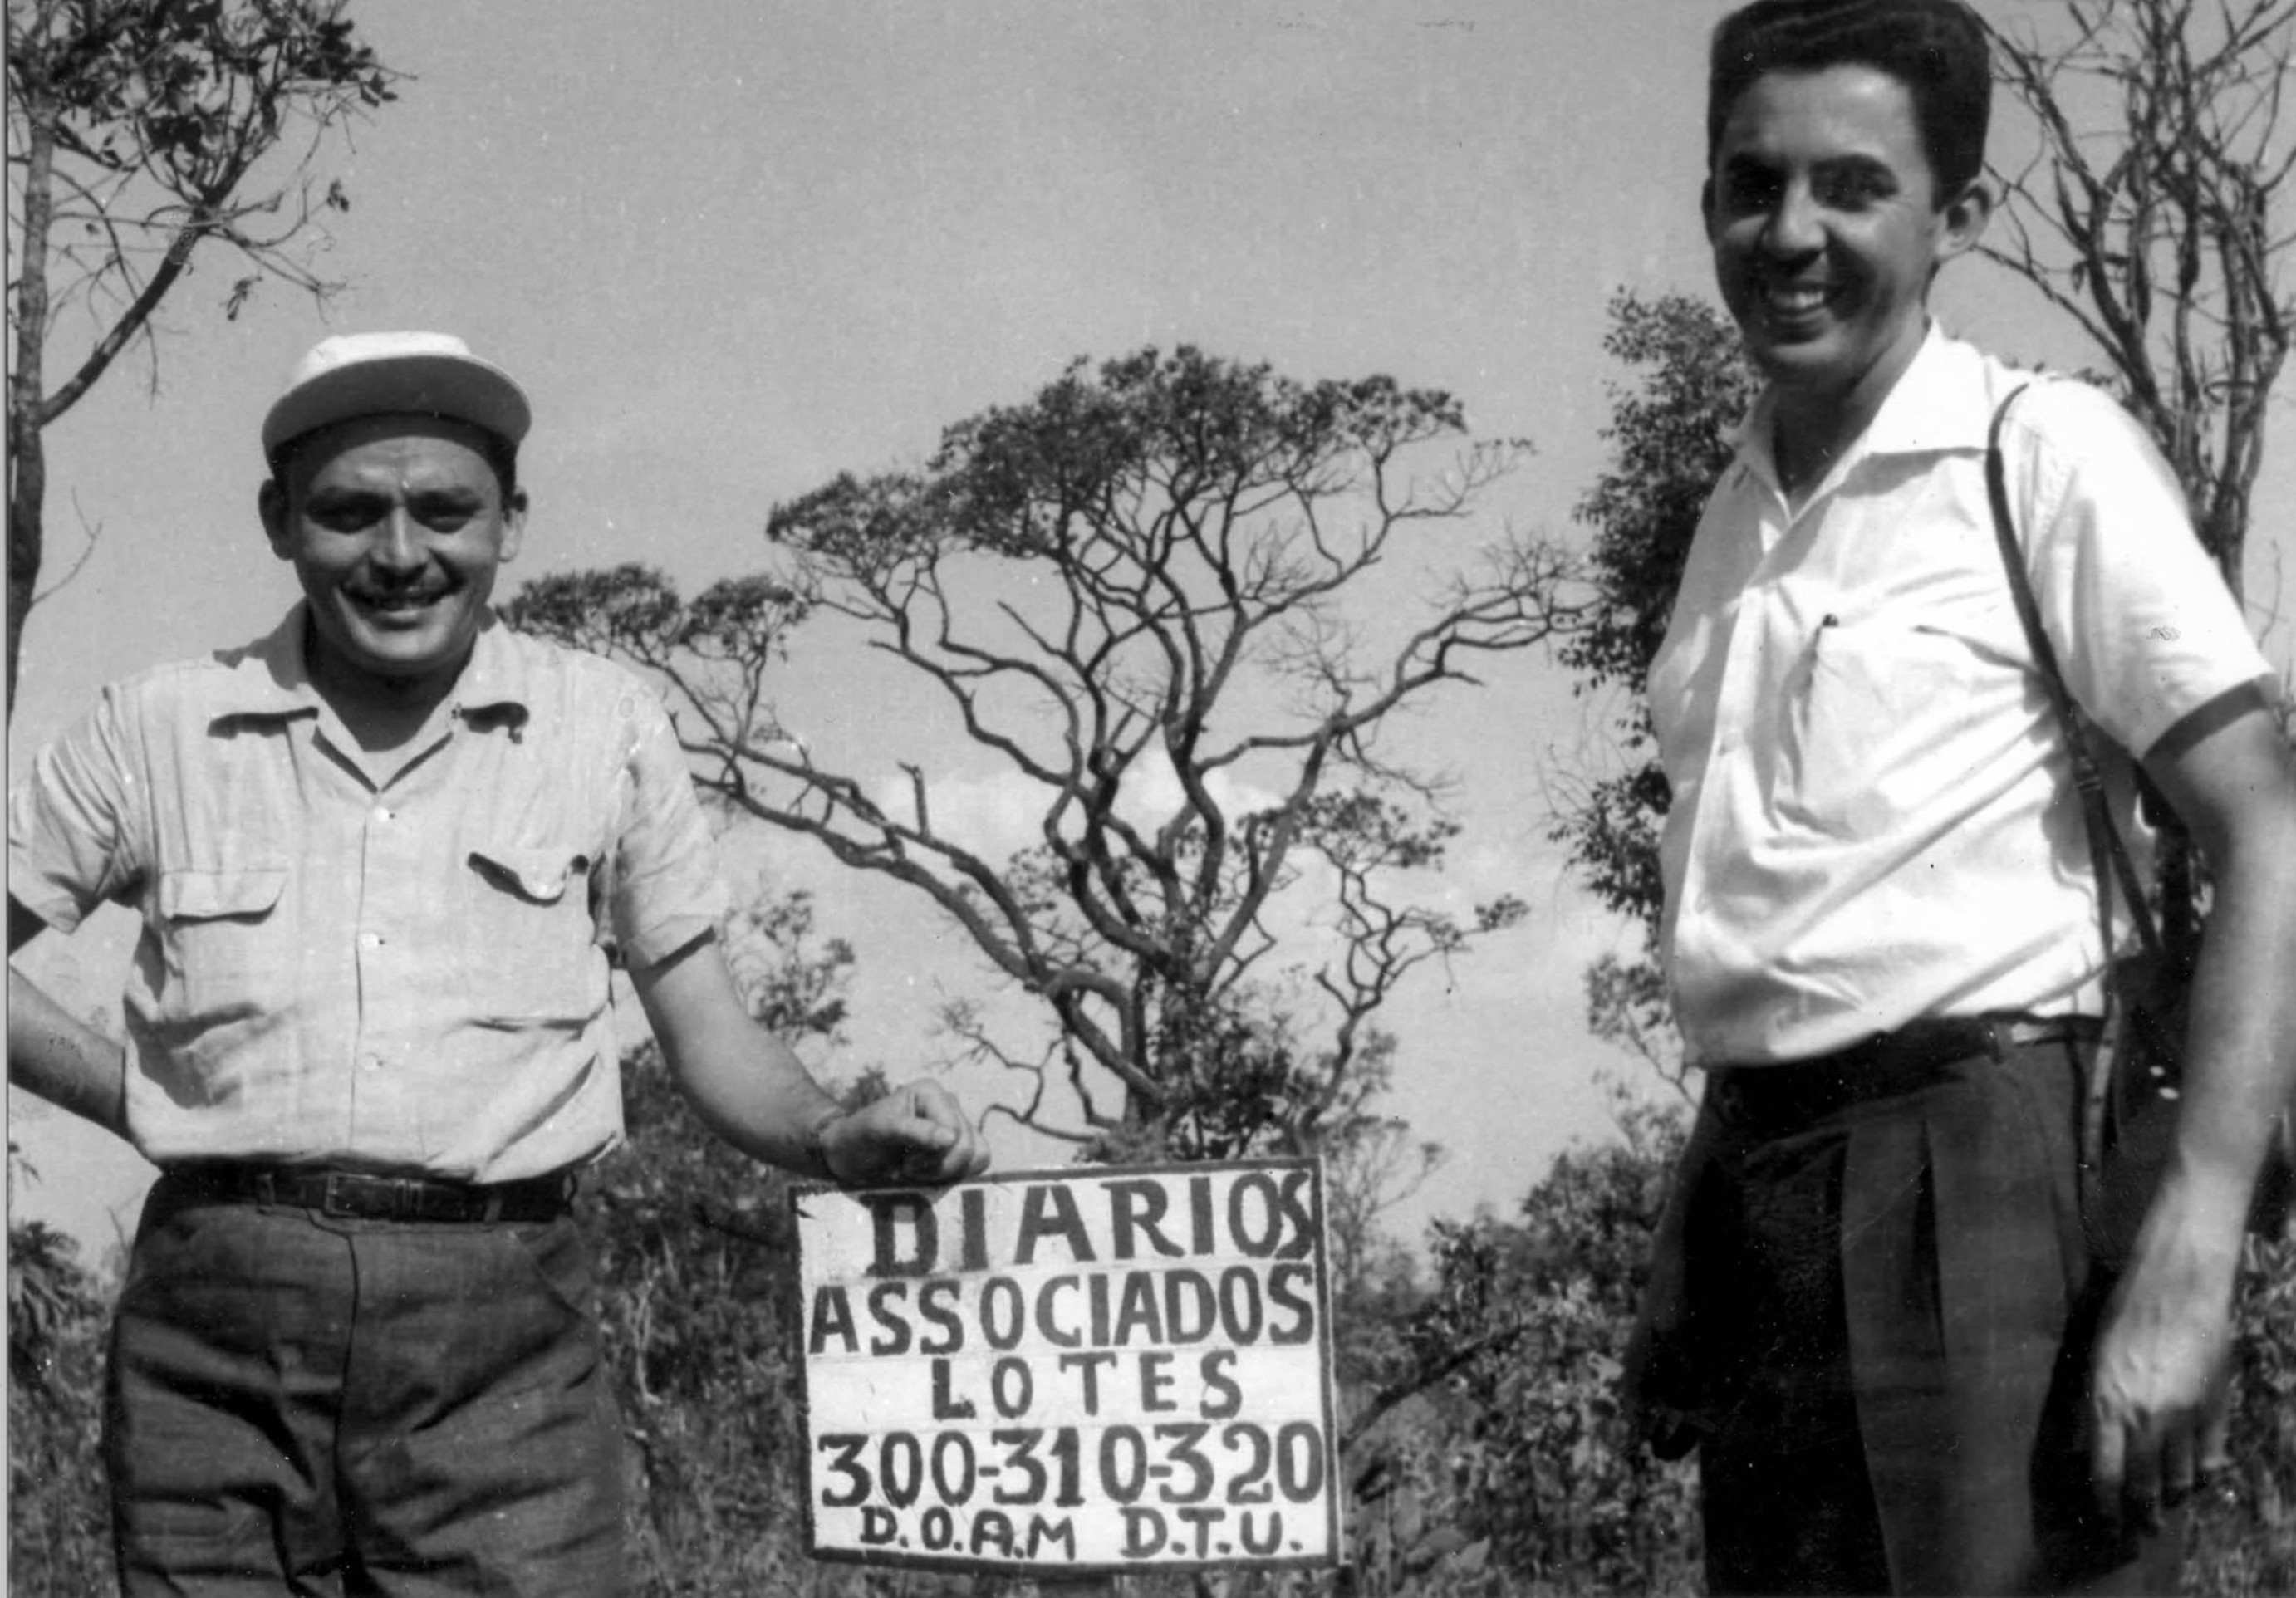 DIARIOS
ASSOCIADOS
LOTES
300-310-320
D.O.A.M D.T.U.